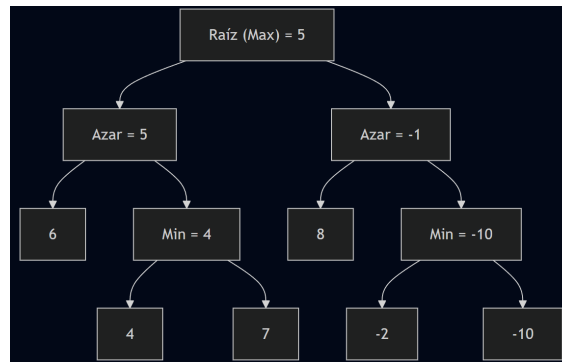 Raíz (Max) = 5
Azar = 5
Azar = -1
6
Min = 4
8
Min = -10
4
7
-2
-10